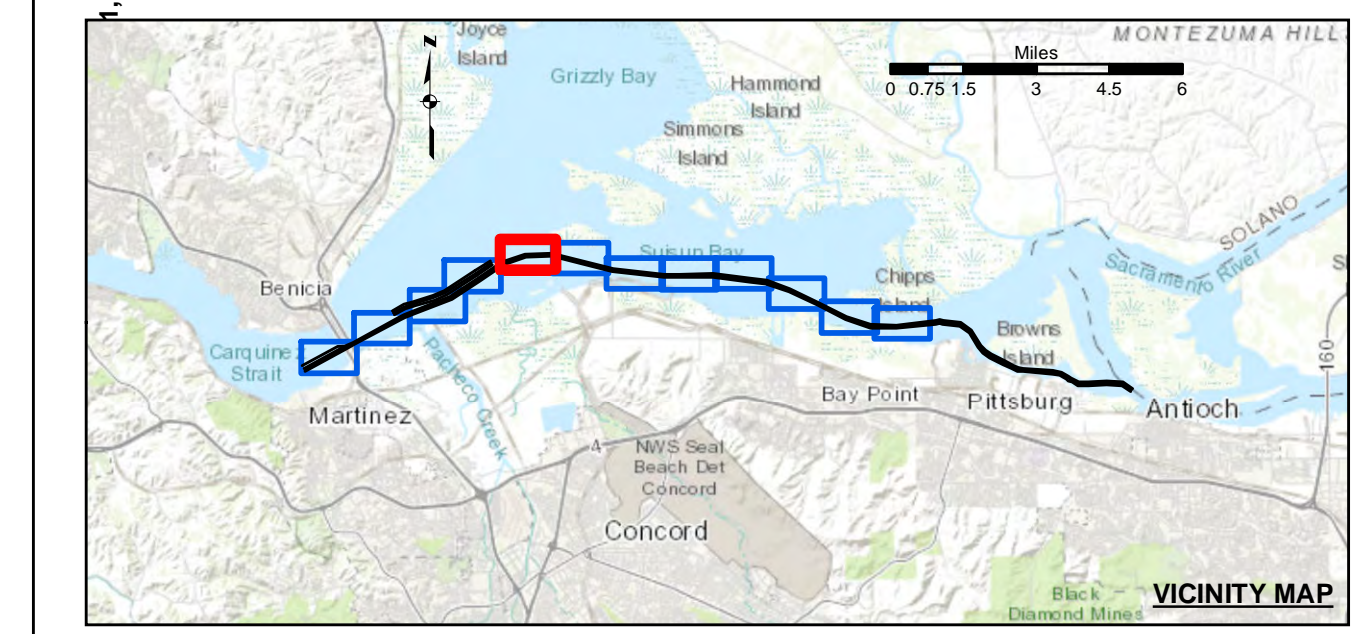 Joyce
Island
N
Grizzly Bay
Hammond
Island
Simmons
Island
MONTEZUMA HILL
Miles
0 0.75 1.5 3 4.5 6
SOLANO
Sacramento River
Suisun Bay
Chipps
Island
Benicia
Browns
Island
Carquine
Strait
Pacheco Creek
160
Martinez
Bay Point
Pittsburg
Antioch
4
NWS Seal
Beach Det
Concord
Concord
Black
Diamond Mines
VICINITY MAP